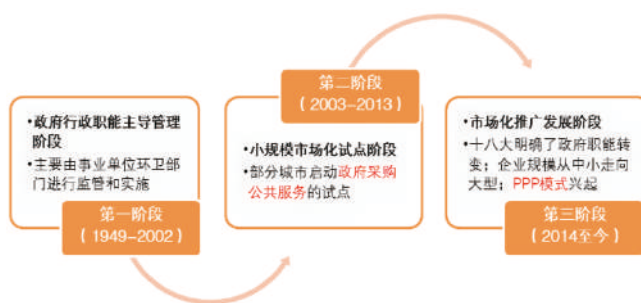 •政府行政职能主导管理
阶段
•主要由事业单位环卫部
门进行监管和实施
第一阶段
（1949-2002）
第二阶段
（2003-2013）
•小规模市场化试点阶段
•部分城市启动政府采购
公共服务的试点
•市场化推广发展阶段
•十八大明确了政府职能转
变；企业规模从中小走向
大型；PPP模式兴起
第三阶段
（2014至今）